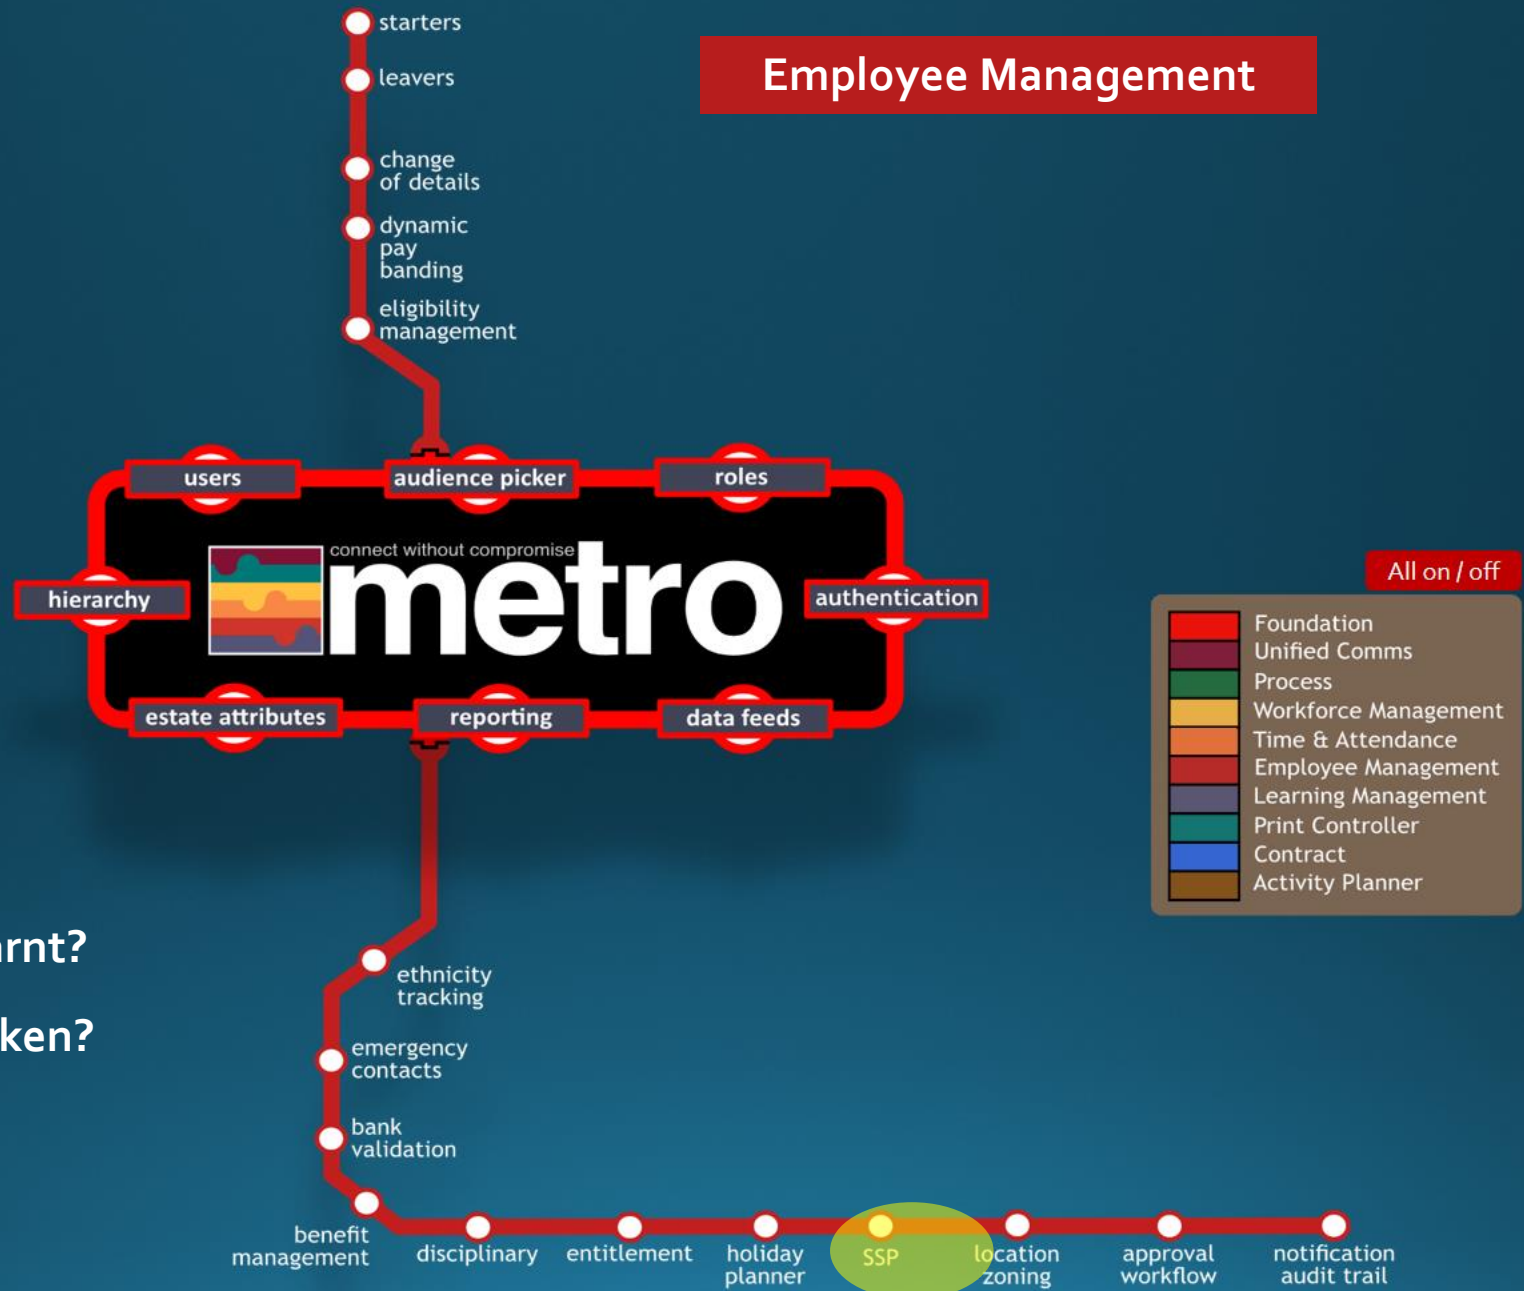 starters
Employee Management
leavers
change
of details
dynamic
pay
banding
eligibility
management
users
audience picker
roles
connect without compromise
metro
hierarchy
authentication
estate attributes
reporting
data feeds
All on / off
Foundation
Unified Comms
Process
Workforce Management
Time & Attendance
Employee Management
Learning Management
Print Controller
Contract
Activity Planner
ethnicity
tracking
emergency
contacts
bank
validation
benefit
management
disciplinary
entitlement
holiday
planner
SSP
location
zoning
approval
workflow
notification
audit trail